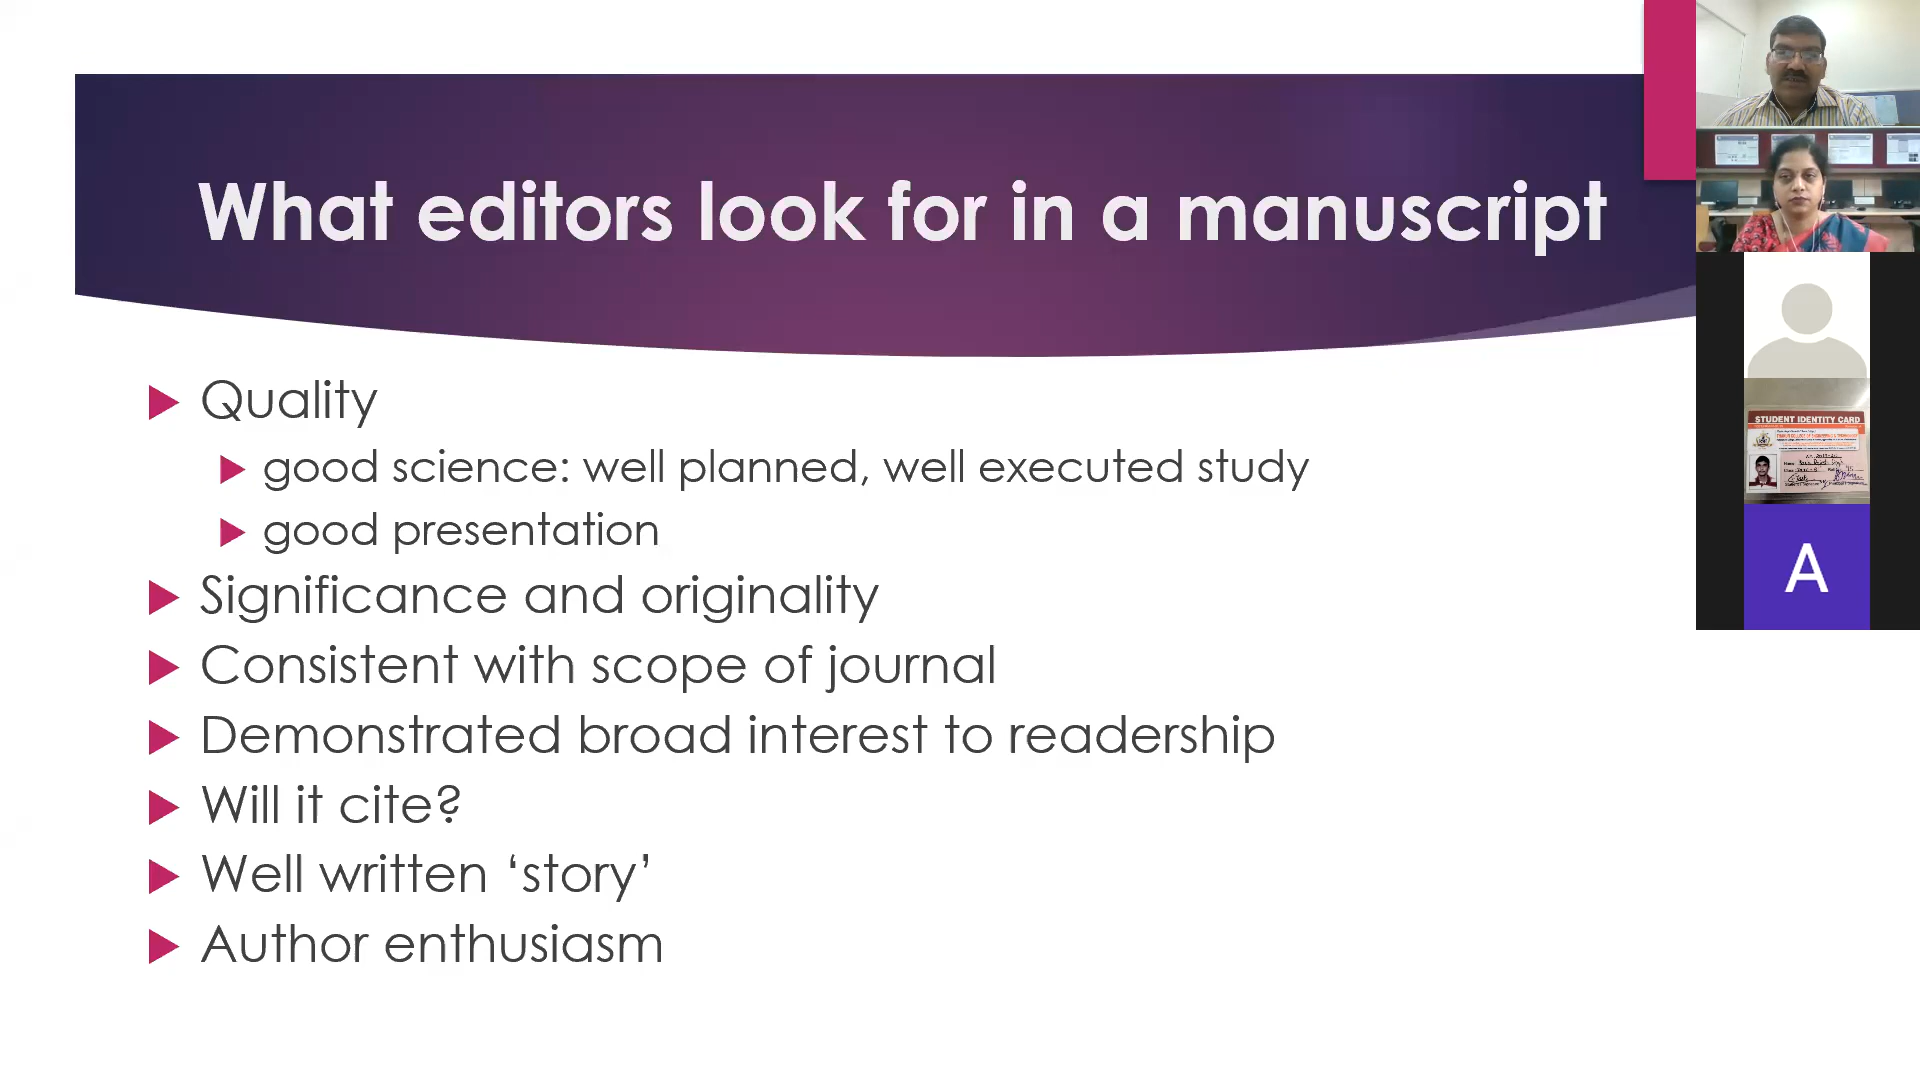 What editors look for in a manuscript
Quality
good science: well planned, well executed study
good presentation
Significance and originality
Consistent with scope of journal
Demonstrated broad interest to readership
Will it cite?
Well written ‘story’
Author enthusiasm
STUDENT IDENTITY CARD
A